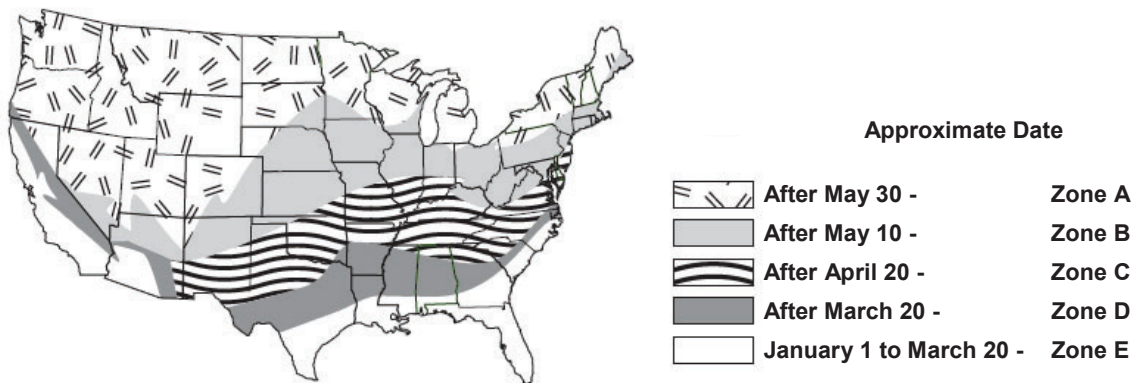 Approximate Date
After May 30 - Zone A
After May 10 - Zone B
After April 20 - Zone C
After March 20 - Zone D
January 1 to March 20 - Zone E